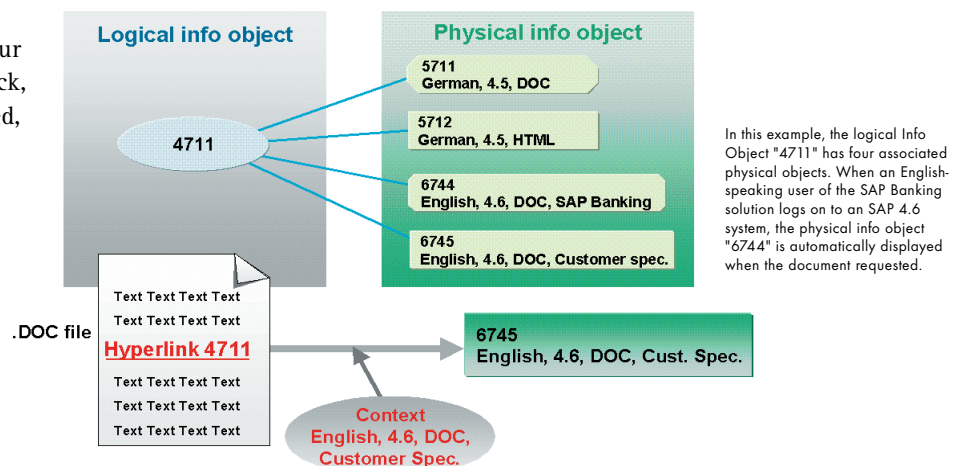 ur
ck,
ed,
Logical info object
4711
Physical info object
5711
German, 4.5, DOC
5712
German, 4.5, HTML
6744
English, 4.6, DOC, SAP Banking
6745
English, 4.6, DOC, Customer spec.
In this example, the logical Info
Object "4711" has four associated
physical objects. When an English-
speaking user of the SAP Banking
solution logs on to an SAP 4.6
system, the physical info object
"6744" is automatically displayed
when the document requested.
.DOC file
Text Text Text Text
Text Text Text Text
Hyperlink 4711
Text Text Text Text
Text Text Text Text
Text Text Text Text
6745
English, 4.6, DOC, Cust. Spec.
Context
English, 4.6, DOC,
Customer Spec.